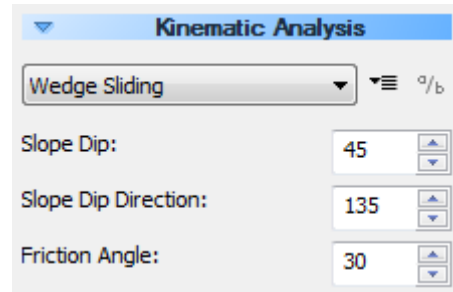 Kinematic Analysis
Wedge Sliding a/b
Slope Dip: 45
Slope Dip Direction: 135
Friction Angle: 30